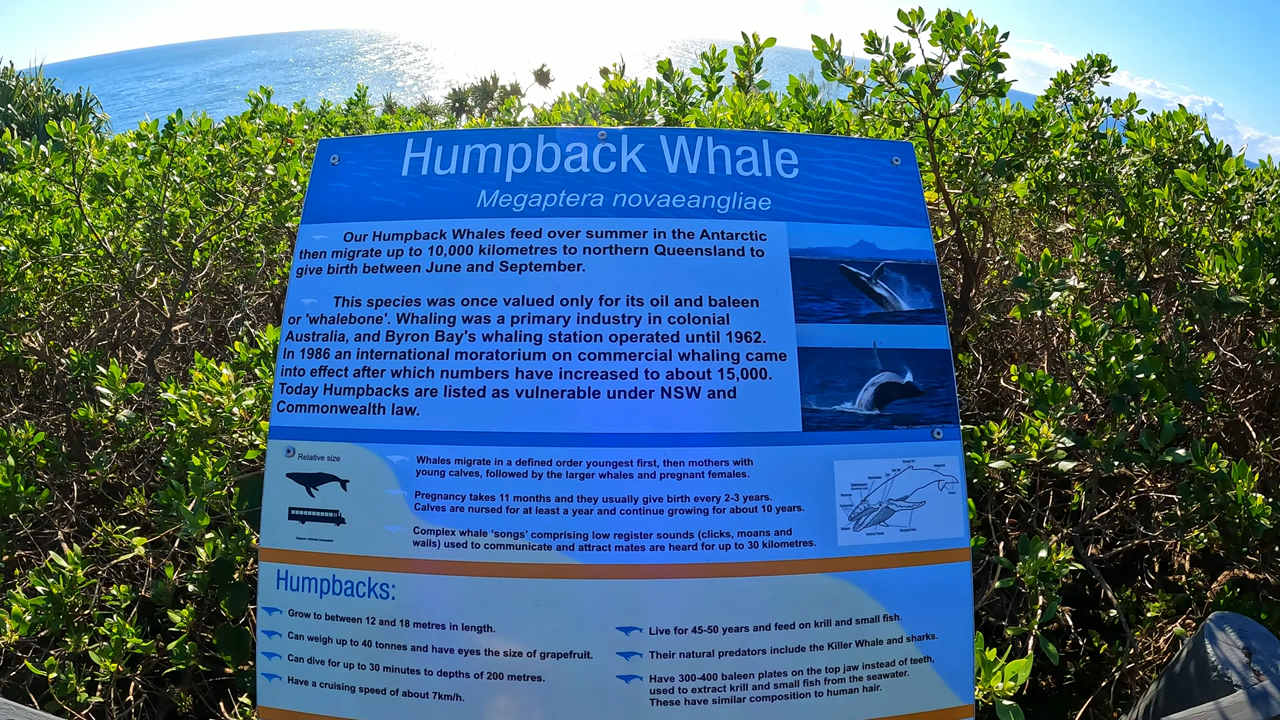 Humpback Whale
Megaptera novaeangliae
Our Humpback Whales feed over summer in the Antarctic
then migrate up to 10,000 kilometres to northern Queensland to
give birth between June and September.
This species was once valued only for its oil and baleen
or 'whalebone'. Whaling was a primary industry in colonial
Australia, and Byron Bay's whaling station operated until 1962.
In 1986 an international moratorium on commercial whaling came
into effect after which numbers have increased to about 15,000.
Today Humpbacks are listed as vulnerable under NSW and
Commonwealth law.
Relative size
Whales migrate in a defined order youngest first, then mothers with
young calves, followed by the larger whales and pregnant females.
Pregnancy takes 11 months and they usually give birth every 2-3 years.
Calves are nursed for at least a year and continue growing for about 10 years.
Complex whale 'songs' comprising low register sounds (clicks, moans and
wails) used to communicate and attract mates are heard for up to 30 kilometres.
Humpbacks:
Grow to between 12 and 18 metres in length.
Can weigh up to 40 tonnes and have eyes the size of grapefruit.
Can dive for up to 30 minutes to depths of 200 metres.
Have a cruising speed of about 7km/h.
Live for 45-50 years and feed on krill and small fish.
Their natural predators include the Killer Whale and sharks.
Have 300-400 baleen plates on the top jaw instead of teeth,
used to extract krill and small fish from the seawater.
These have similar composition to human hair.